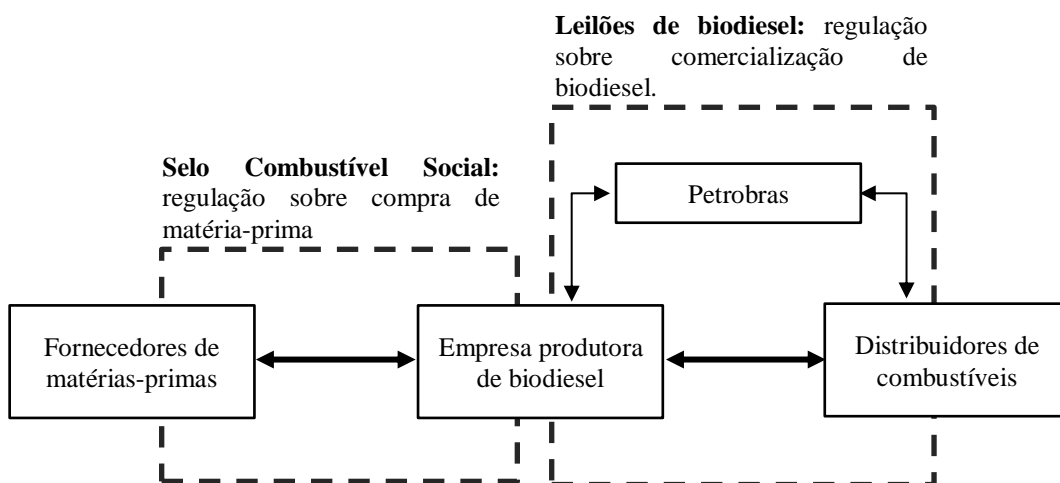 Leilões de biodiesel: regulação
sobre comercialização de
biodiesel.
Selo Combustível Social:
regulação sobre compra de
matéria-prima
Petrobras
Fornecedores de
matérias-primas
Empresa produtora
de biodiesel
Distribuidores de
combustíveis